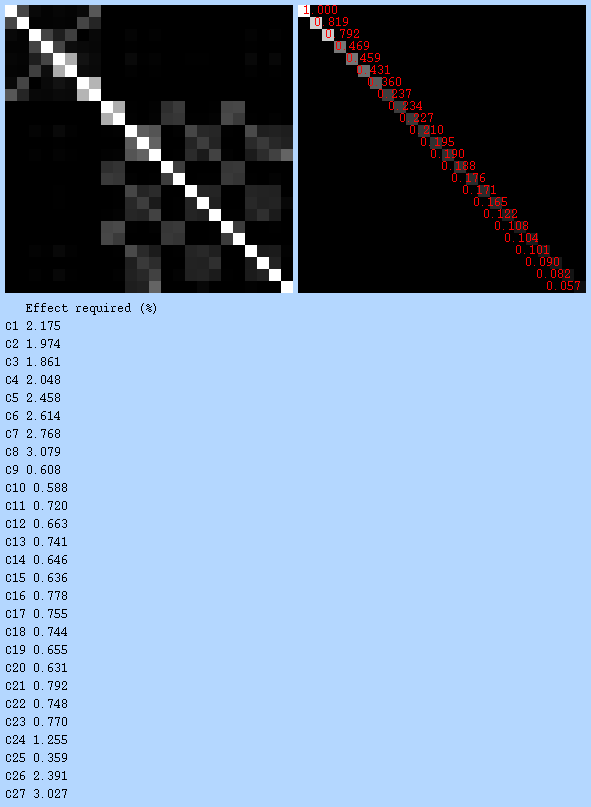 1.000
0.819
0.792
0.469
0.459
0.431
0.360
0.237
0.234
0.227
0.210
0.195
0.190
0.188
0.176
0.171
0.165
0.122
0.108
0.104
0.101
0.090
0.082
0.057
Effect required (%)
C1 2.175
C2 1.974
C3 1.861
C4 2.048
C5 2.458
C6 2.614
C7 2.768
C8 3.079
C9 0.608
C10 0.588
C11 0.720
C12 0.663
C13 0.741
C14 0.646
C15 0.636
C16 0.778
C17 0.755
C18 0.744
C19 0.655
C20 0.631
C21 0.792
C22 0.748
C23 0.770
C24 1.255
C25 0.359
C26 2.391
C27 3.027